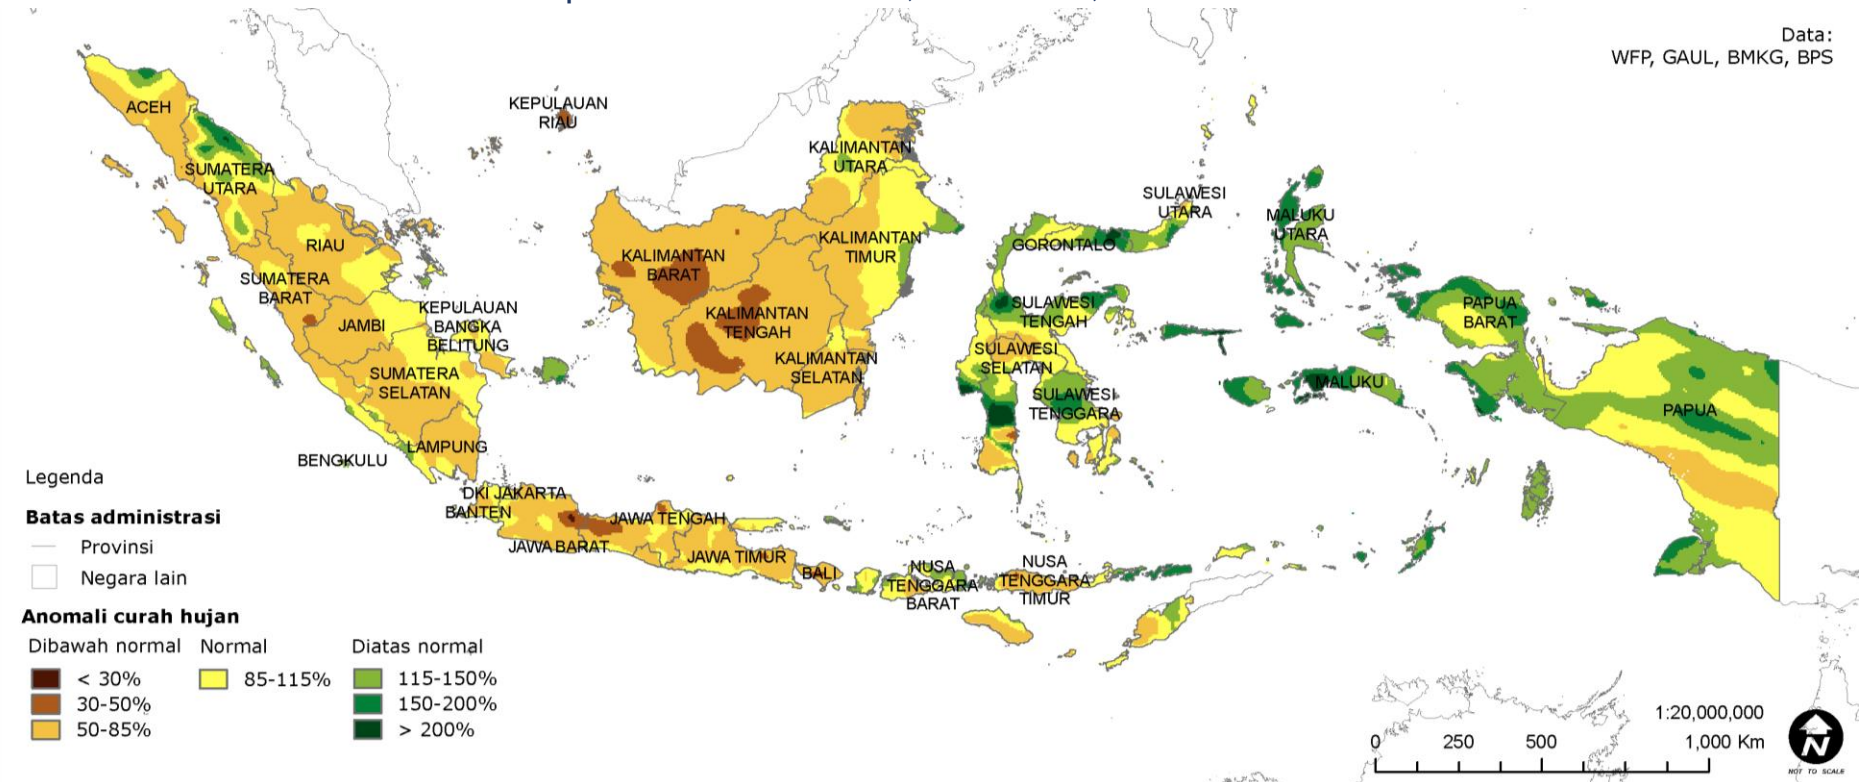 Data:
WFP, GAUL, BMKG, BPS
KEPULAUAN
RIAU
ACEH
SUMATERA
UTARA
KALIMANTAN
UTARA
SULAWESI
UTARA
MALUKU
UTARA
RIAU
KALIMANTAN
BARAT
KALIMANTAN
TIMUR
GORONTALO
SUMATERA
BARAT
KEPULAUAN
BANGKA
BELITUNG
JAMBI
KALIMANTAN
TENGAH
SULAWESI
TENGAH
PAPUA
BARAT
SUMATERA
SELATAN
KALIMANTAN
SELATAN
SULAWESI
SELATAN
SULAWESI
TENGGARA
MALUKU
PAPUA
LAMPUNG
BENGKULU
DKI JAKARTA
BANTEN
JAWA TENGAH
JAWA BARAT
JAWA TIMUR
BALI
NUSA
TENGGARA
BARAT
NUSA
TENGGARA
TIMUR
Legenda
Batas administrasi
Provinsi
Negara lain
Anomali curah hujan
Dibawah normal Normal Diatas normal
< 30% 85-115% 115-150%
30-50% 150-200%
50-85% > 200%
1:20,000,000
0 250 500 1,000 Km
N
NOT TO SCALE